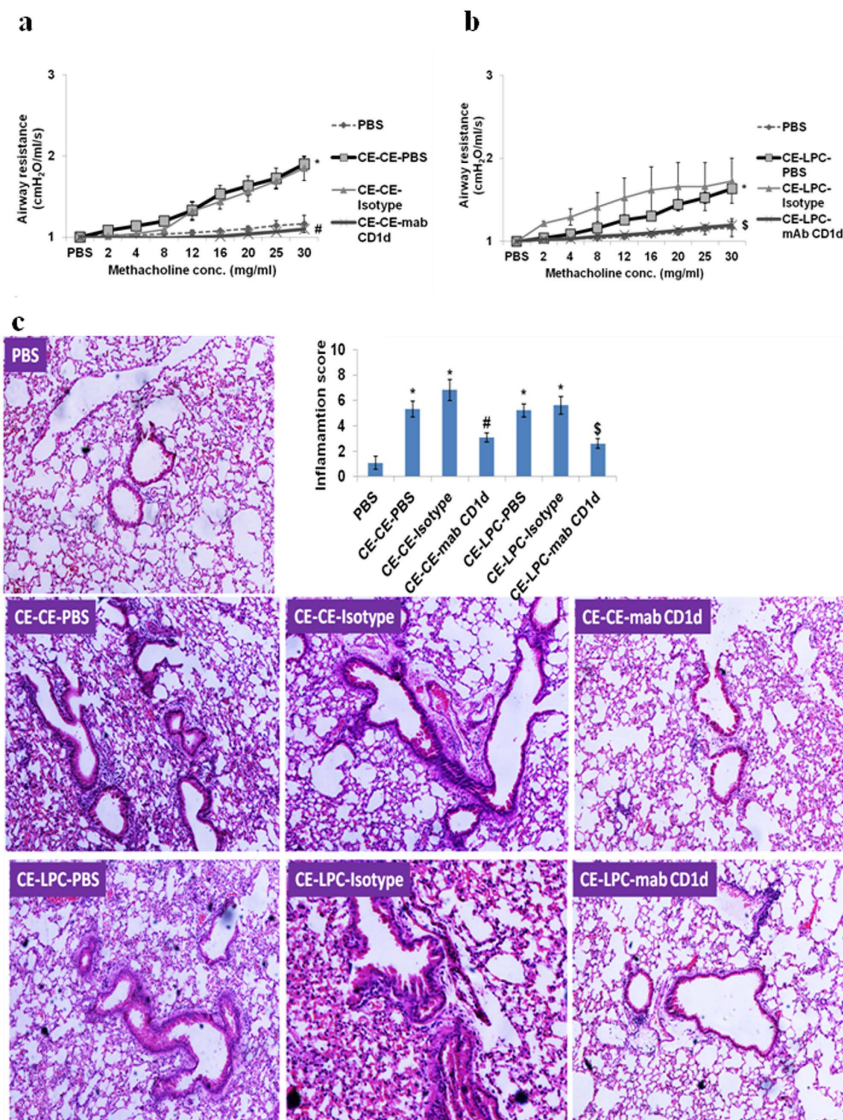 a
b
3
2
1
Airway resistance
(cmH2O/ml/s)
PBS 2 4 8 12 16 20 25 30
Methacholine conc. (mg/ml)
*
#
PBS
CE-CE-PBS
CE-CE-
Isotype
CE-CE-mab
CD1d
3
2
1
Airway resistance
(cmH2O/ml/s)
PBS 2 4 8 12 16 20 25 30
Methacholine conc. (mg/ml)
*
$
PBS
CE-LPC-
PBS
CE-LPC-
Isotype
CE-LPC-
mAb CD1d
c
PBS
Inflamamtion score
10
8
6
4
2
0
* * # * * $
PBS
CE-CE-PBS
CE-CE-Isotype
CE-CE-mab CD1d
CE-LPC-PBS
CE-LPC-Isotype
CE-LPC-mab CD1d
CE-CE-PBS
CE-CE-Isotype
CE-CE-mab CD1d
CE-LPC-PBS
CE-LPC-Isotype
CE-LPC-mab CD1d